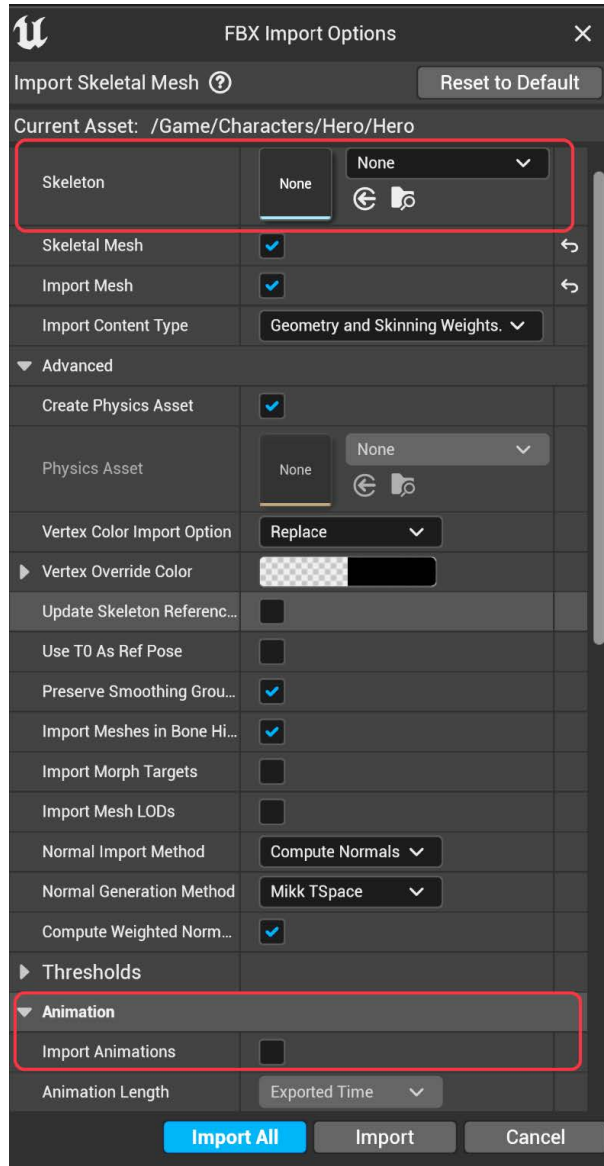 FBX Import Options
Import Skeletal Mesh ?
Reset to Default
Current Asset: /Game/Characters/Hero/Hero
Skeleton
None
None
Skeletal Mesh
Import Mesh
Import Content Type
Geometry and Skinning Weights.
Advanced
Create Physics Asset
Physics Asset
None
None
Vertex Color Import Option
Replace
Vertex Override Color
Update Skeleton Referenc...
Use T0 As Ref Pose
Preserve Smoothing Grou...
Import Meshes in Bone Hi...
Import Morph Targets
Import Mesh LODs
Normal Import Method
Compute Normals
Normal Generation Method
Mikk TSpace
Compute Weighted Norm...
Thresholds
Animation
Import Animations
Animation Length
Exported Time
Import All
Import
Cancel